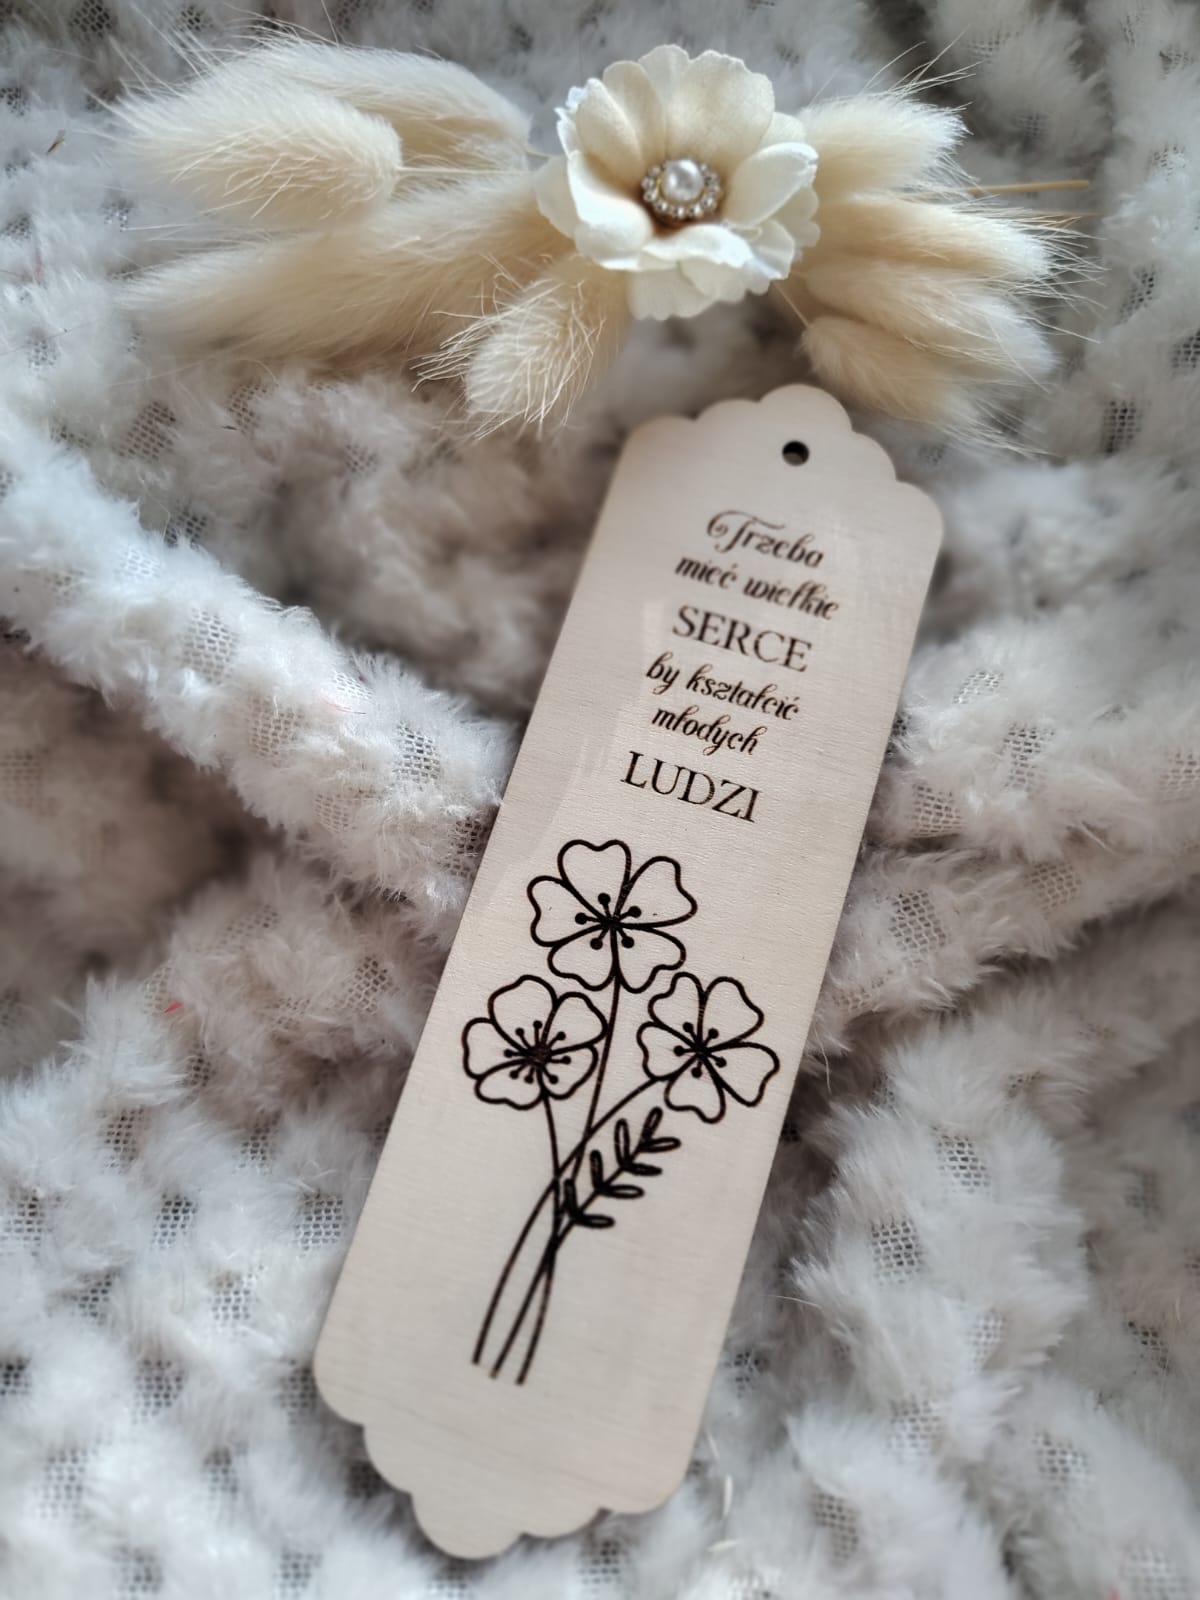 Trzeba
mieć wielkie
SERCE
by kształcić
młodych
LUDZI